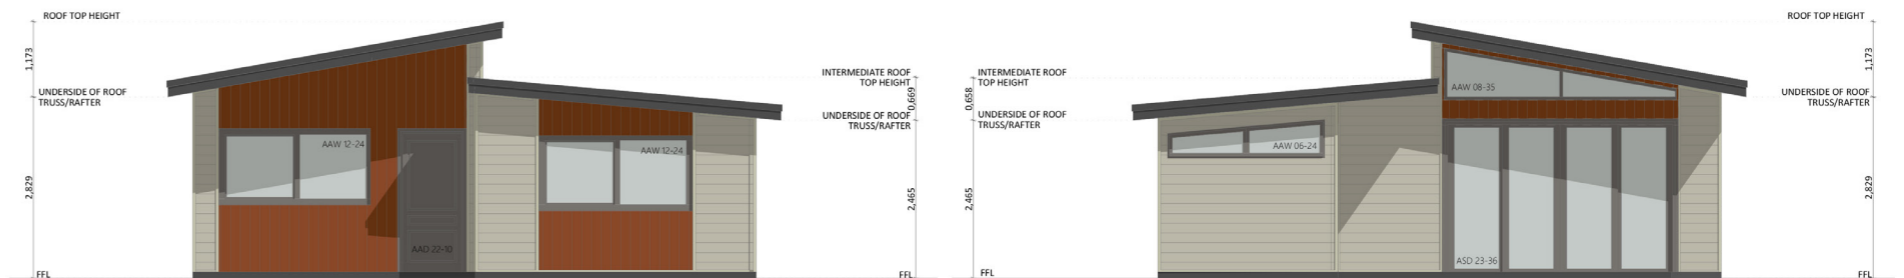 ROOF TOP HEIGHT
1,173
UNDERSIDE OF ROOF
TRUSS/RAFTER
2,829
FFL
AAW 12-24
AAD 22-10
AAW 12-24
INTERMEDIATE ROOF
TOP HEIGHT
0,669
UNDERSIDE OF ROOF
TRUSS/RAFTER
2,465
FFL
INTERMEDIATE ROOF
TOP HEIGHT
0,658
UNDERSIDE OF ROOF
TRUSS/RAFTER
2,465
FFL
AAW 06-24
AAW 08-35
ASD 23-36
ROOF TOP HEIGHT
1,173
UNDERSIDE OF ROOF
TRUSS/RAFTER
2,829
FFL